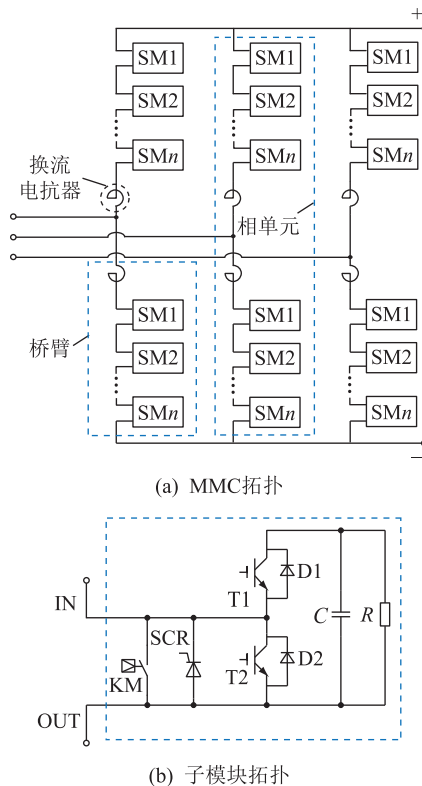 +
SM1 SM1 SM1
SM2 SM2 SM2
SMn SMn SMn
换流
电抗器
相单元
SM1 SM1 SM1
桥臂
SM2 SM2 SM2
SMn SMn SMn
−
(a) MMC拓扑
IN
T1
D1
SCR
C
R
KM
T2
D2
OUT
(b) 子模块拓扑